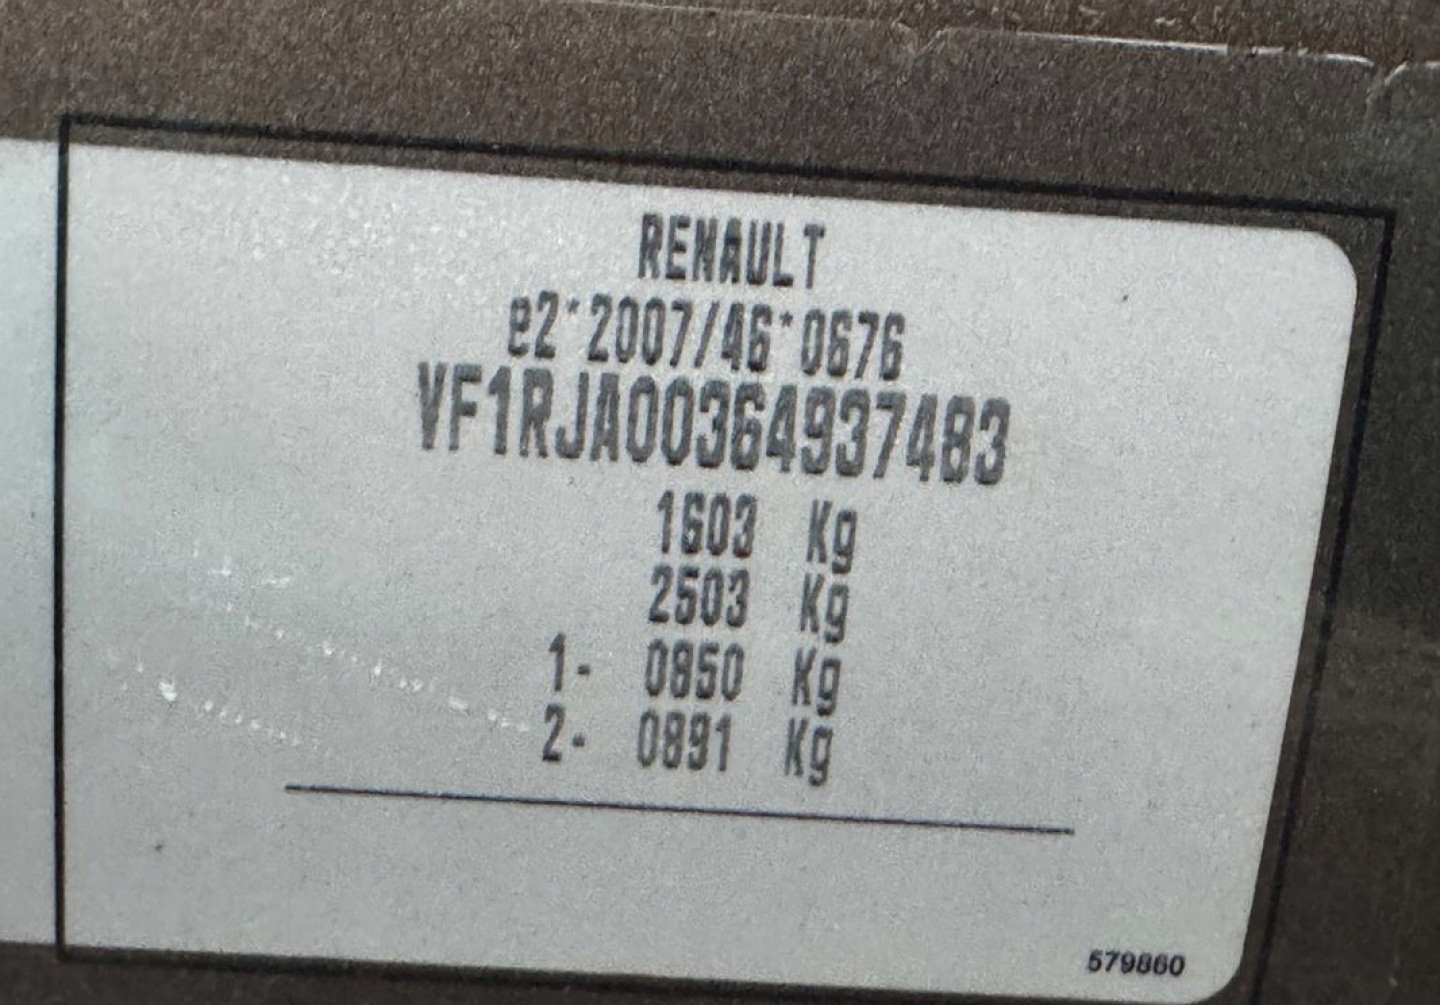 RENAULT
e2*2007/46*0676
VF1RJA00364937483
1603 Kg
2503 Kg
1- 0850 Kg
2- 0891 Kg
579860